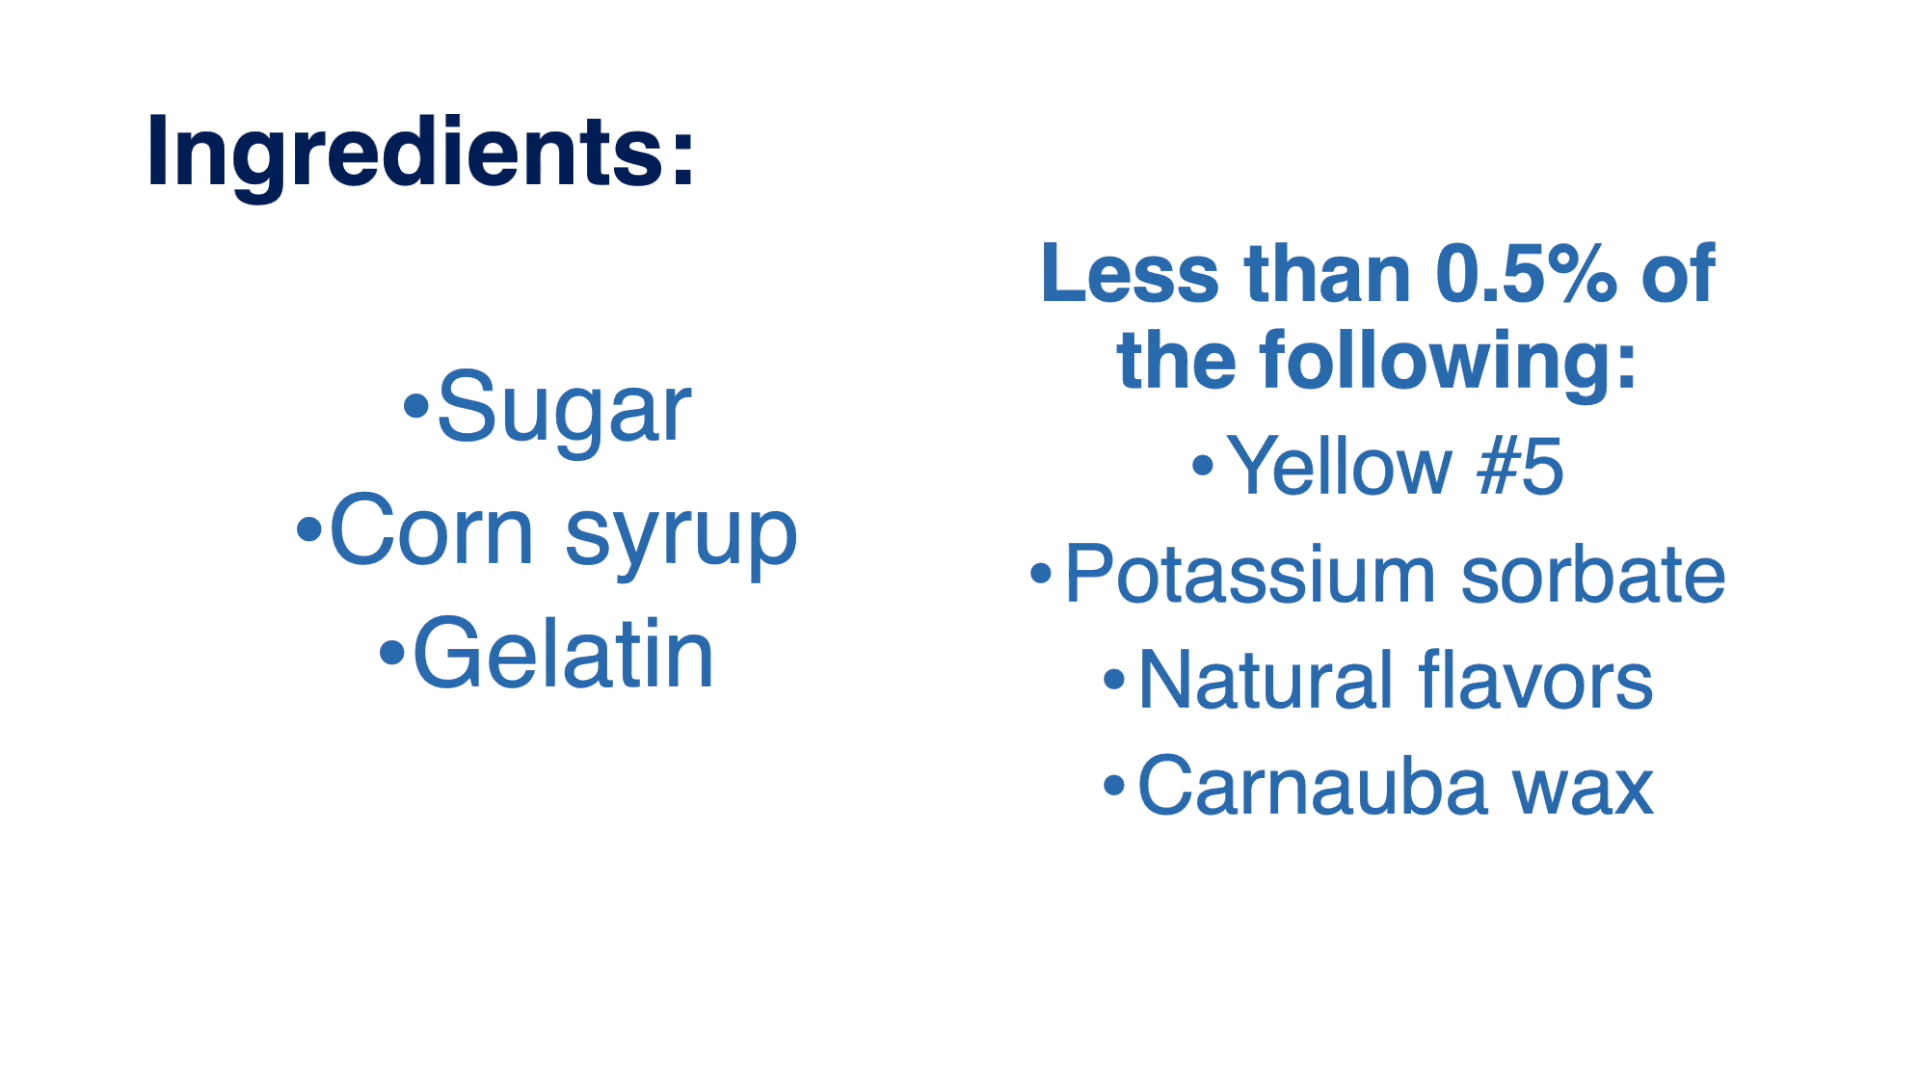 Ingredients:
•Sugar
•Corn syrup
•Gelatin
Less than 0.5% of
the following:
•Yellow #5
•Potassium sorbate
•Natural flavors
•Carnauba wax